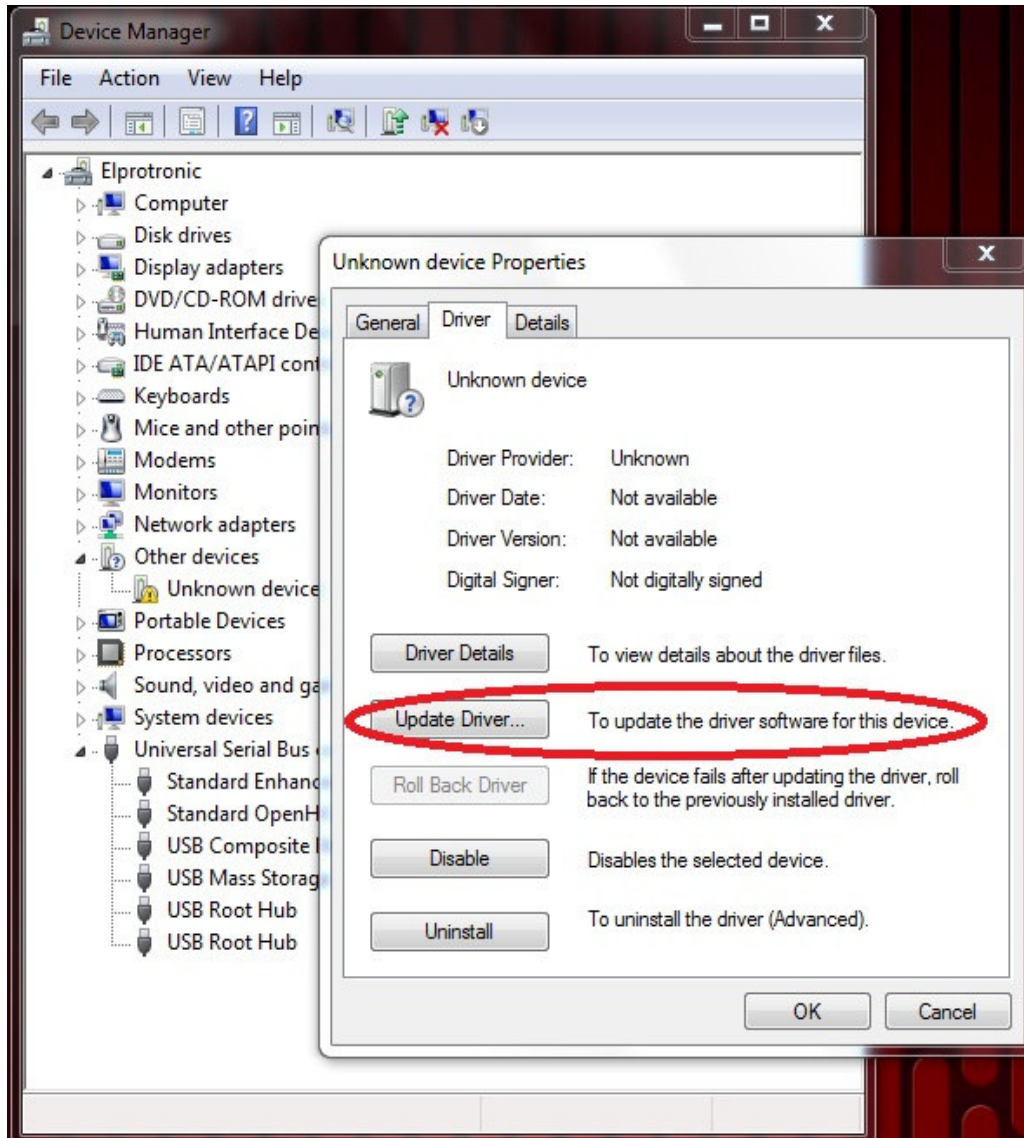 Device Manager
File Action View Help
Elprotronic
Computer
Disk drives
Display adapters
DVD/CD-ROM drive
Human Interface De
IDE ATA/ATAPI cont
Keyboards
Mice and other poin
Modems
Monitors
Network adapters
Other devices
Unknown device
Portable Devices
Processors
Sound, video and ga
System devices
Universal Serial Bus
Standard Enhanc
Standard OpenH
USB Composite
USB Mass Storag
USB Root Hub
USB Root Hub
Unknown device Properties
General Driver Details
Unknown device
Driver Provider: Unknown
Driver Date: Not available
Driver Version: Not available
Digital Signer: Not digitally signed
Driver Details To view details about the driver files.
Update Driver... To update the driver software for this device.
Roll Back Driver If the device fails after updating the driver, roll
back to the previously installed driver.
Disable Disables the selected device.
Uninstall To uninstall the driver (Advanced).
OK Cancel